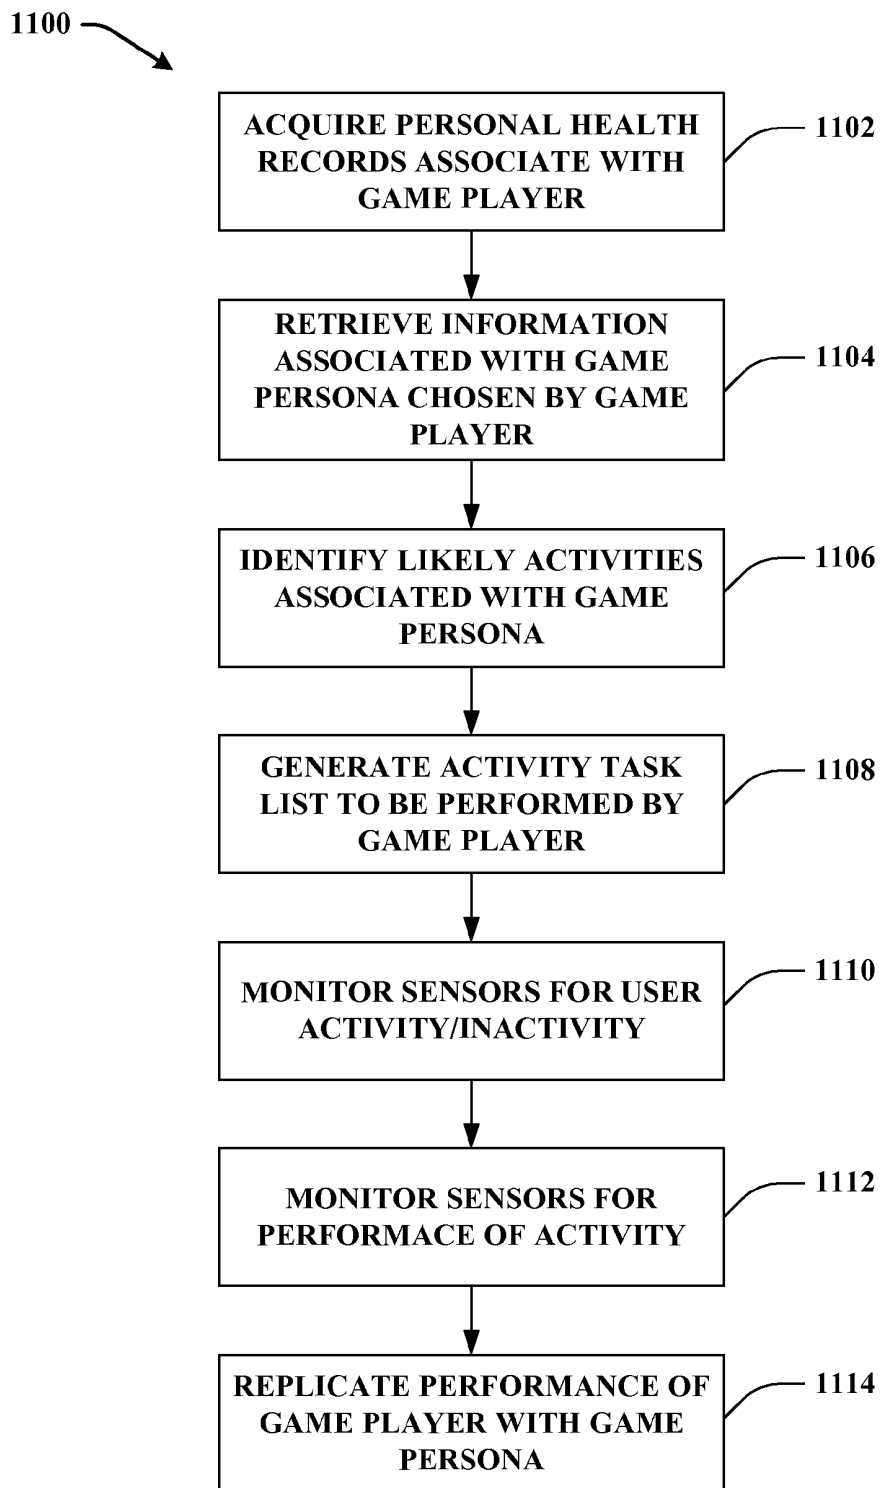 1100
ACQUIRE PERSONAL HEALTH
RECORDS ASSOCIATE WITH
GAME PLAYER
1102
RETRIEVE INFORMATION
ASSOCIATED WITH GAME
PERSONA CHOSEN BY GAME
PLAYER
1104
IDENTIFY LIKELY ACTIVITIES
ASSOCIATED WITH GAME
PERSONA
1106
GENERATE ACTIVITY TASK
LIST TO BE PERFORMED BY
GAME PLAYER
1108
MONITOR SENSORS FOR USER
ACTIVITY/INACTIVITY
1110
MONITOR SENSORS FOR
PERFORMACE OF ACTIVITY
1112
REPLICATE PERFORMANCE OF
GAME PLAYER WITH GAME
PERSONA
1114